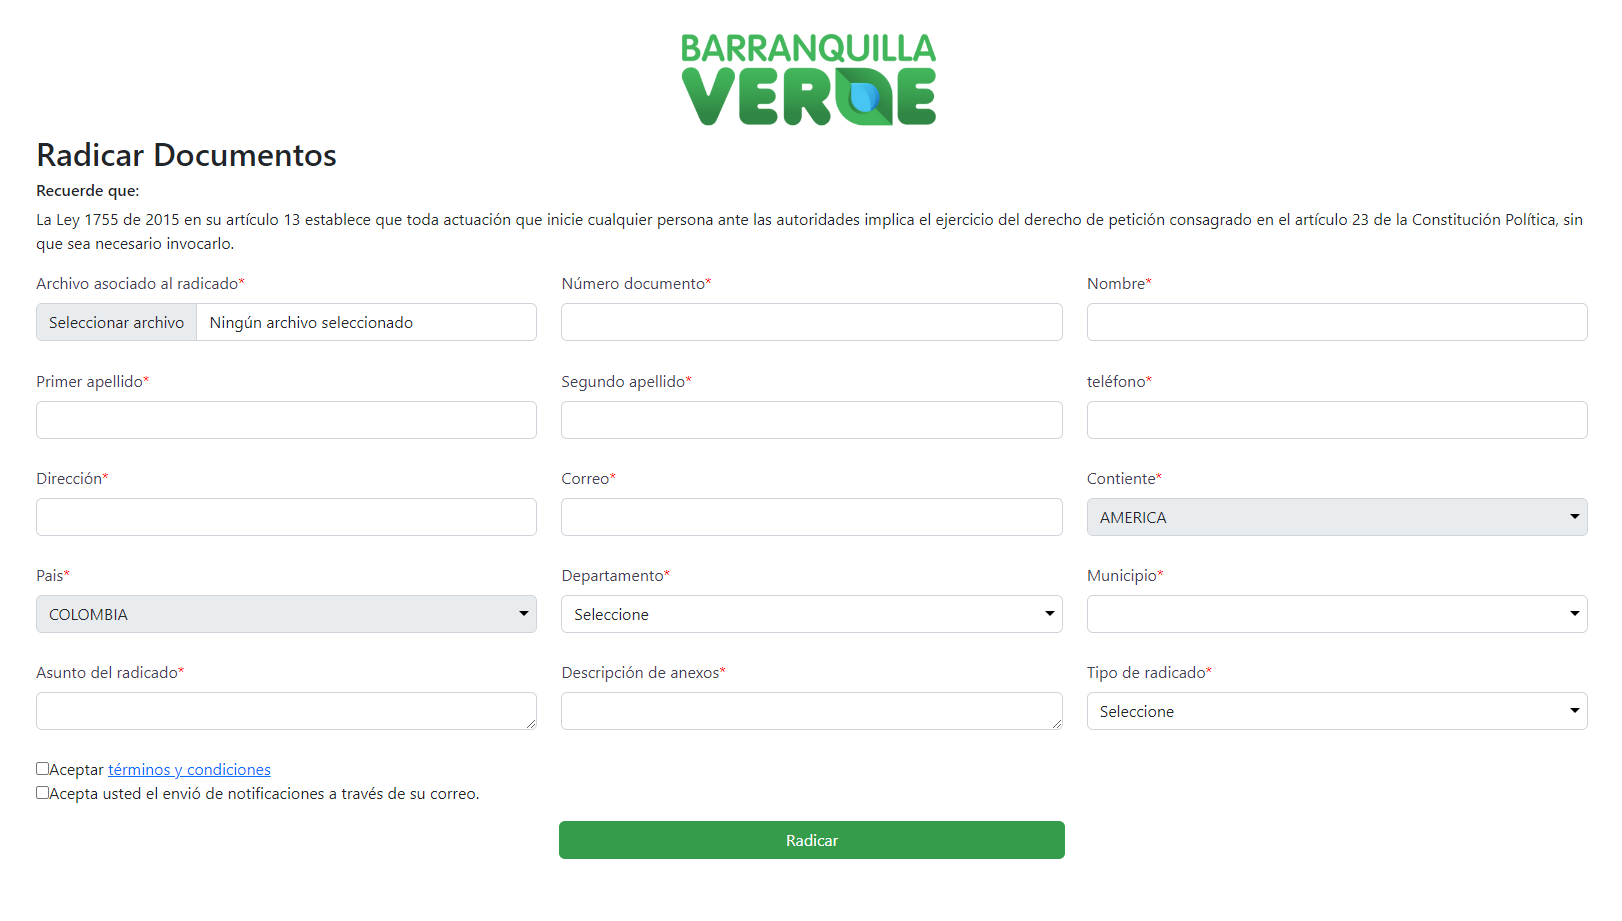 BARRANQUILLA
VERDE
Radicar Documentos
Recuerde que:
La Ley 1755 de 2015 en su artículo 13 establece que toda actuación que inicie cualquier persona ante las autoridades implica el ejercicio del derecho de petición consagrado en el artículo 23 de la Constitución Política, sin
que sea necesario invocarlo.
Archivo asociado al radicado*
Seleccionar archivo Ningún archivo seleccionado
Número documento*
Nombre*
Primer apellido*
Segundo apellido*
teléfono*
Dirección*
Correo*
Contiente*
AMERICA
Pais*
COLOMBIA
Departamento*
Seleccione
Municipio*
Asunto del radicado*
Descripción de anexos*
Tipo de radicado*
Seleccione
Aceptar términos y condiciones
Acepta usted el envió de notificaciones a través de su correo.
Radicar